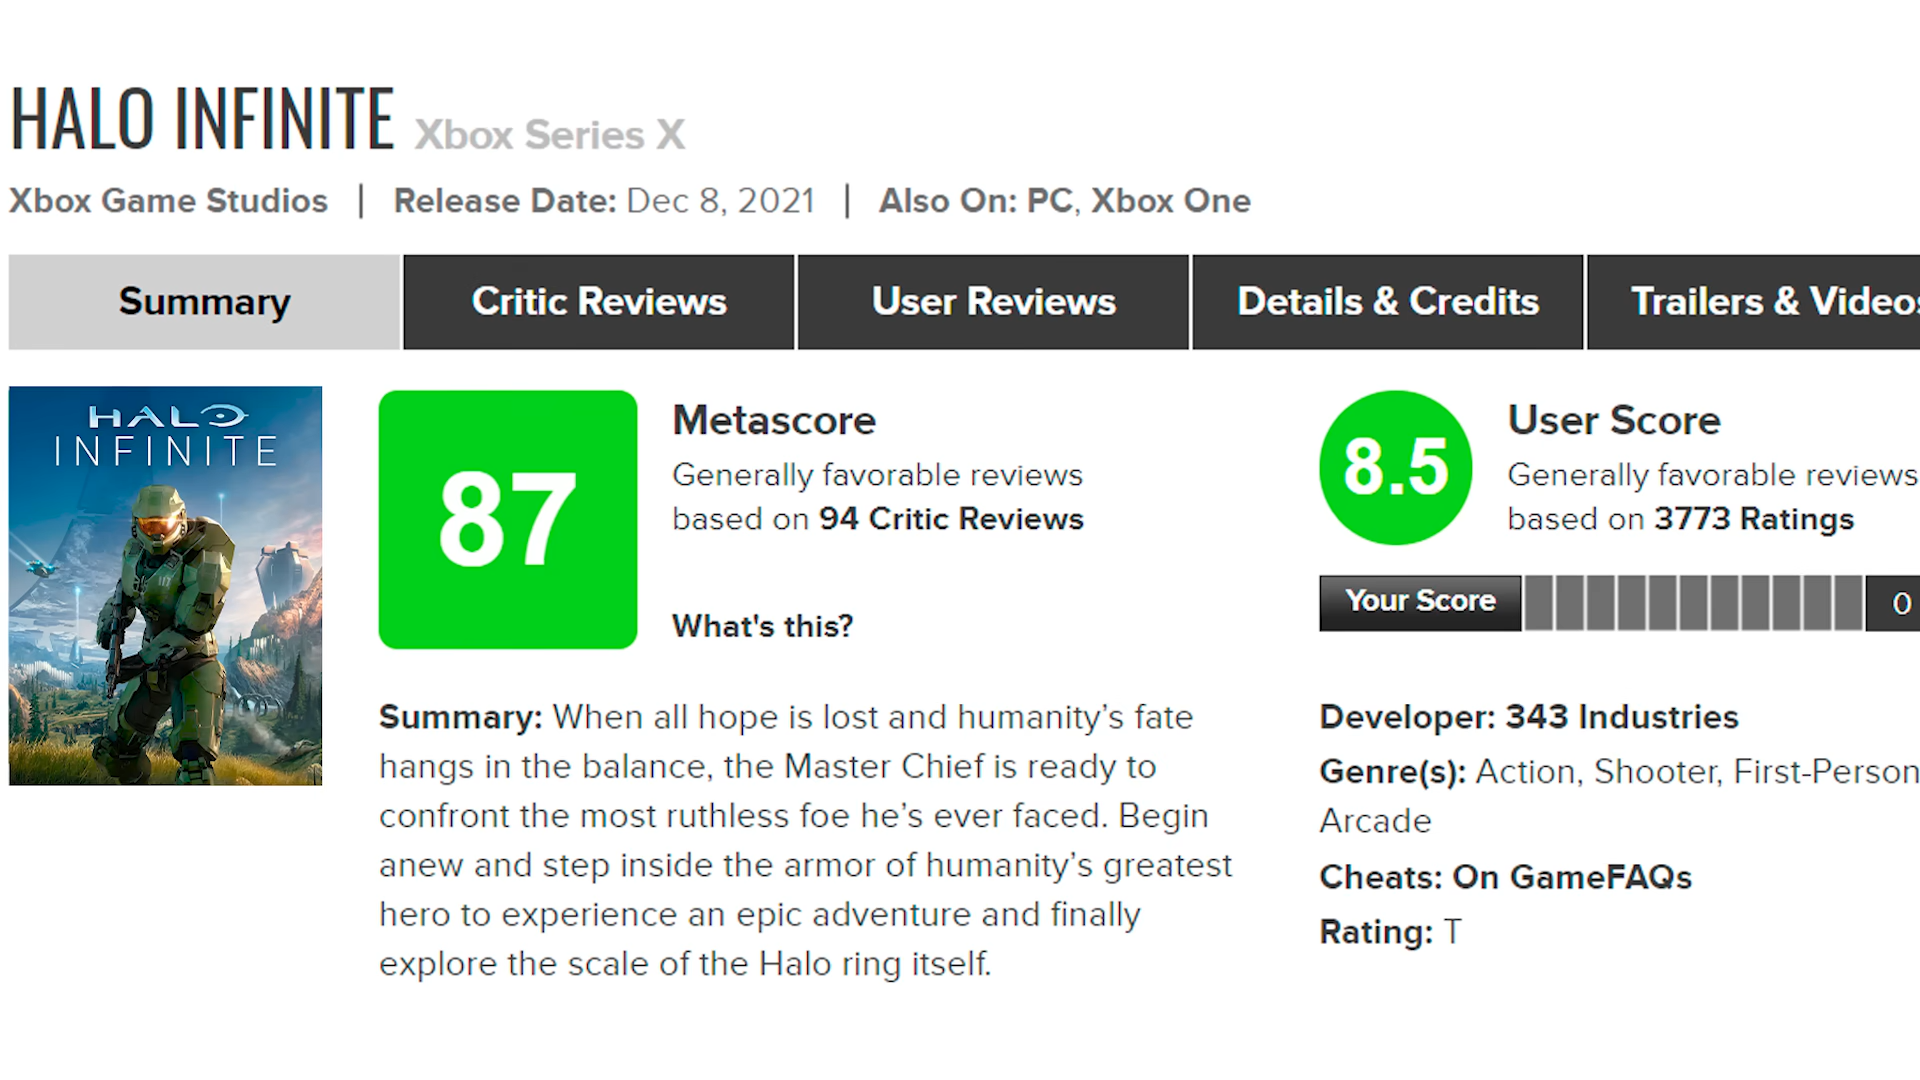 HALO INFINITE Xbox Series X
Xbox Game Studios | Release Date: Dec 8, 2021 | Also On: PC, Xbox One
Summary Critic Reviews User Reviews Details & Credits Trailers & Videos
HALO
INFINITE
87
Metascore
Generally favorable reviews
based on 94 Critic Reviews
What's this?
8.5
User Score
Generally favorable reviews
based on 3773 Ratings
Your Score 0
Summary: When all hope is lost and humanity’s fate
hangs in the balance, the Master Chief is ready to
confront the most ruthless foe he’s ever faced. Begin
anew and step inside the armor of humanity’s greatest
hero to experience an epic adventure and finally
explore the scale of the Halo ring itself.
Developer: 343 Industries
Genre(s): Action, Shooter, First-Person
Arcade
Cheats: On GameFAQs
Rating: T